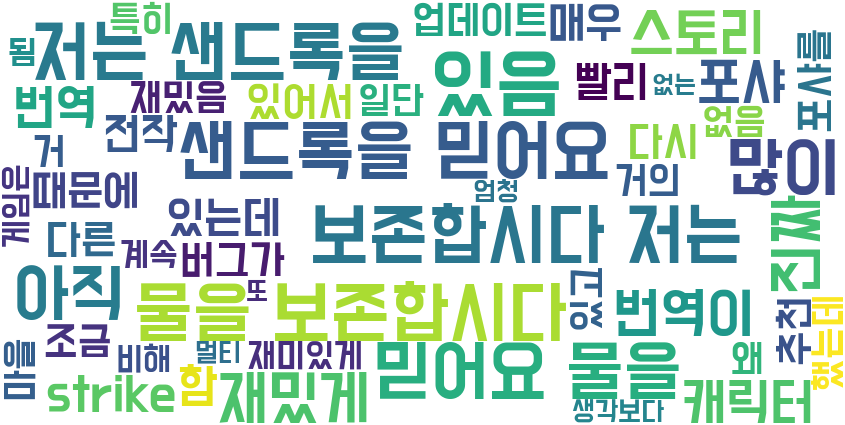 특히 업데이트 매우 스토리 를
됨 저는 샌드록을 있음 빨리 없는 포샤 포샤
번역 재밌음 있어서 일단
전작 샌드록을 믿어요 다시 없음
거 거의 많이
게임은 때문에 엄청
있는데 보존합시다 저는 진짜
다른 계속 버그가
아직 물을 또 보존합시다 있고 번역이 추천 했는데
마을 조금 비해 멀티 재미있게 믿어요 물을 왜
strike 함 재밌게 생각보다 캐릭터